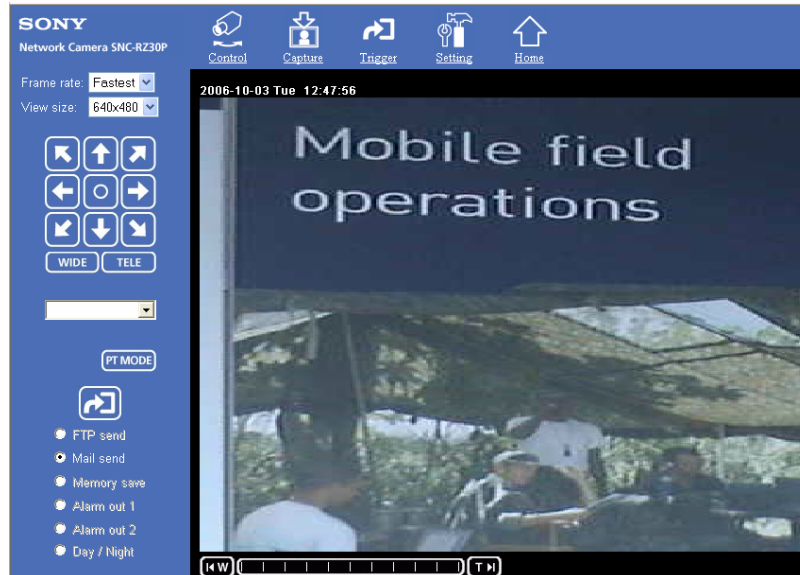 SONY
Network Camera SNC-RZ30P
Control
Capture
Trigger
Setting
Home
Frame rate: Fastest
View size: 640x480
2006-10-03 Tue 12:47:56
Mobile field
operations
WIDE
TELE
PT MODE
FTP send
Mail send
Memory save
Alarm out 1
Alarm out 2
Day / Night
W
T